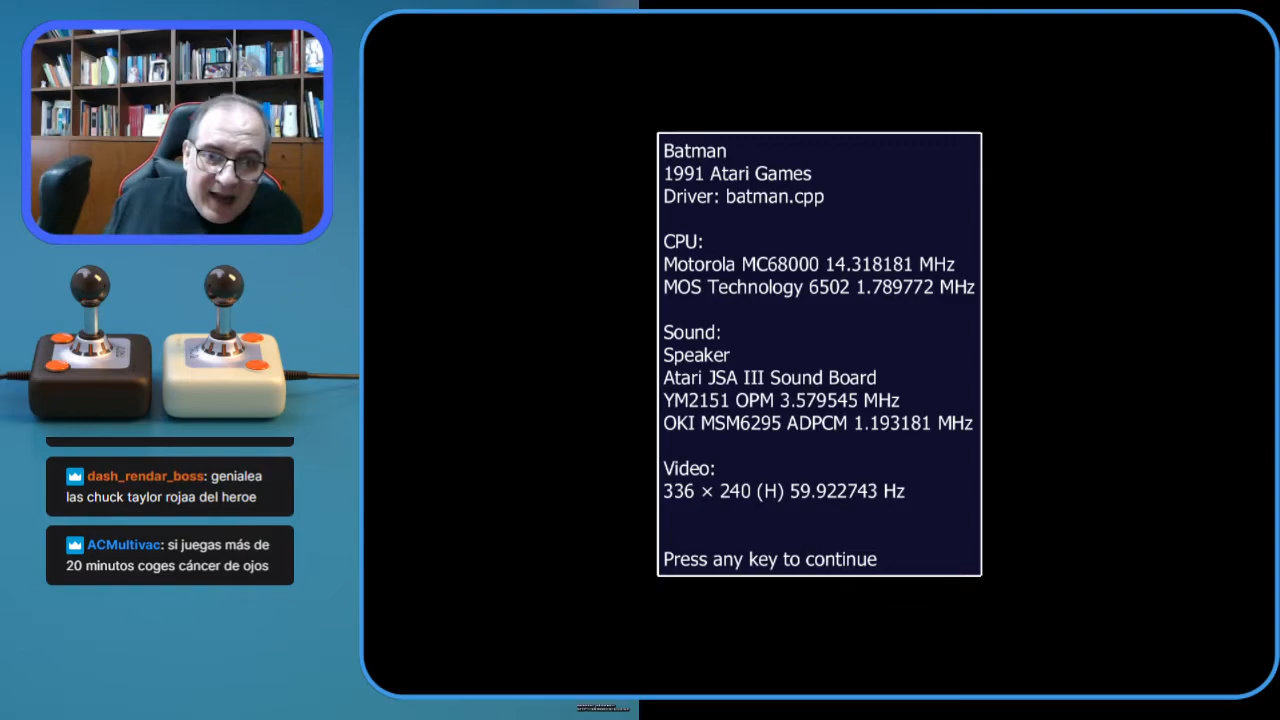 Batman
1991 Atari Games
Driver: batman.cpp
CPU:
Motorola MC68000 14.318181 MHz
MOS Technology 6502 1.789772 MHz
Sound:
Speaker
Atari JSA III Sound Board
YM2151 OPM 3.579545 MHz
OKI MSM6295 ADPCM 1.193181 MHz
Video:
336 × 240 (H) 59.922743 Hz
Press any key to continue
dash_rendar_boss: genialea
las chuck taylor rojaa del heroe
ACMultivac: si juegas más de
20 minutos coges cáncer de ojos